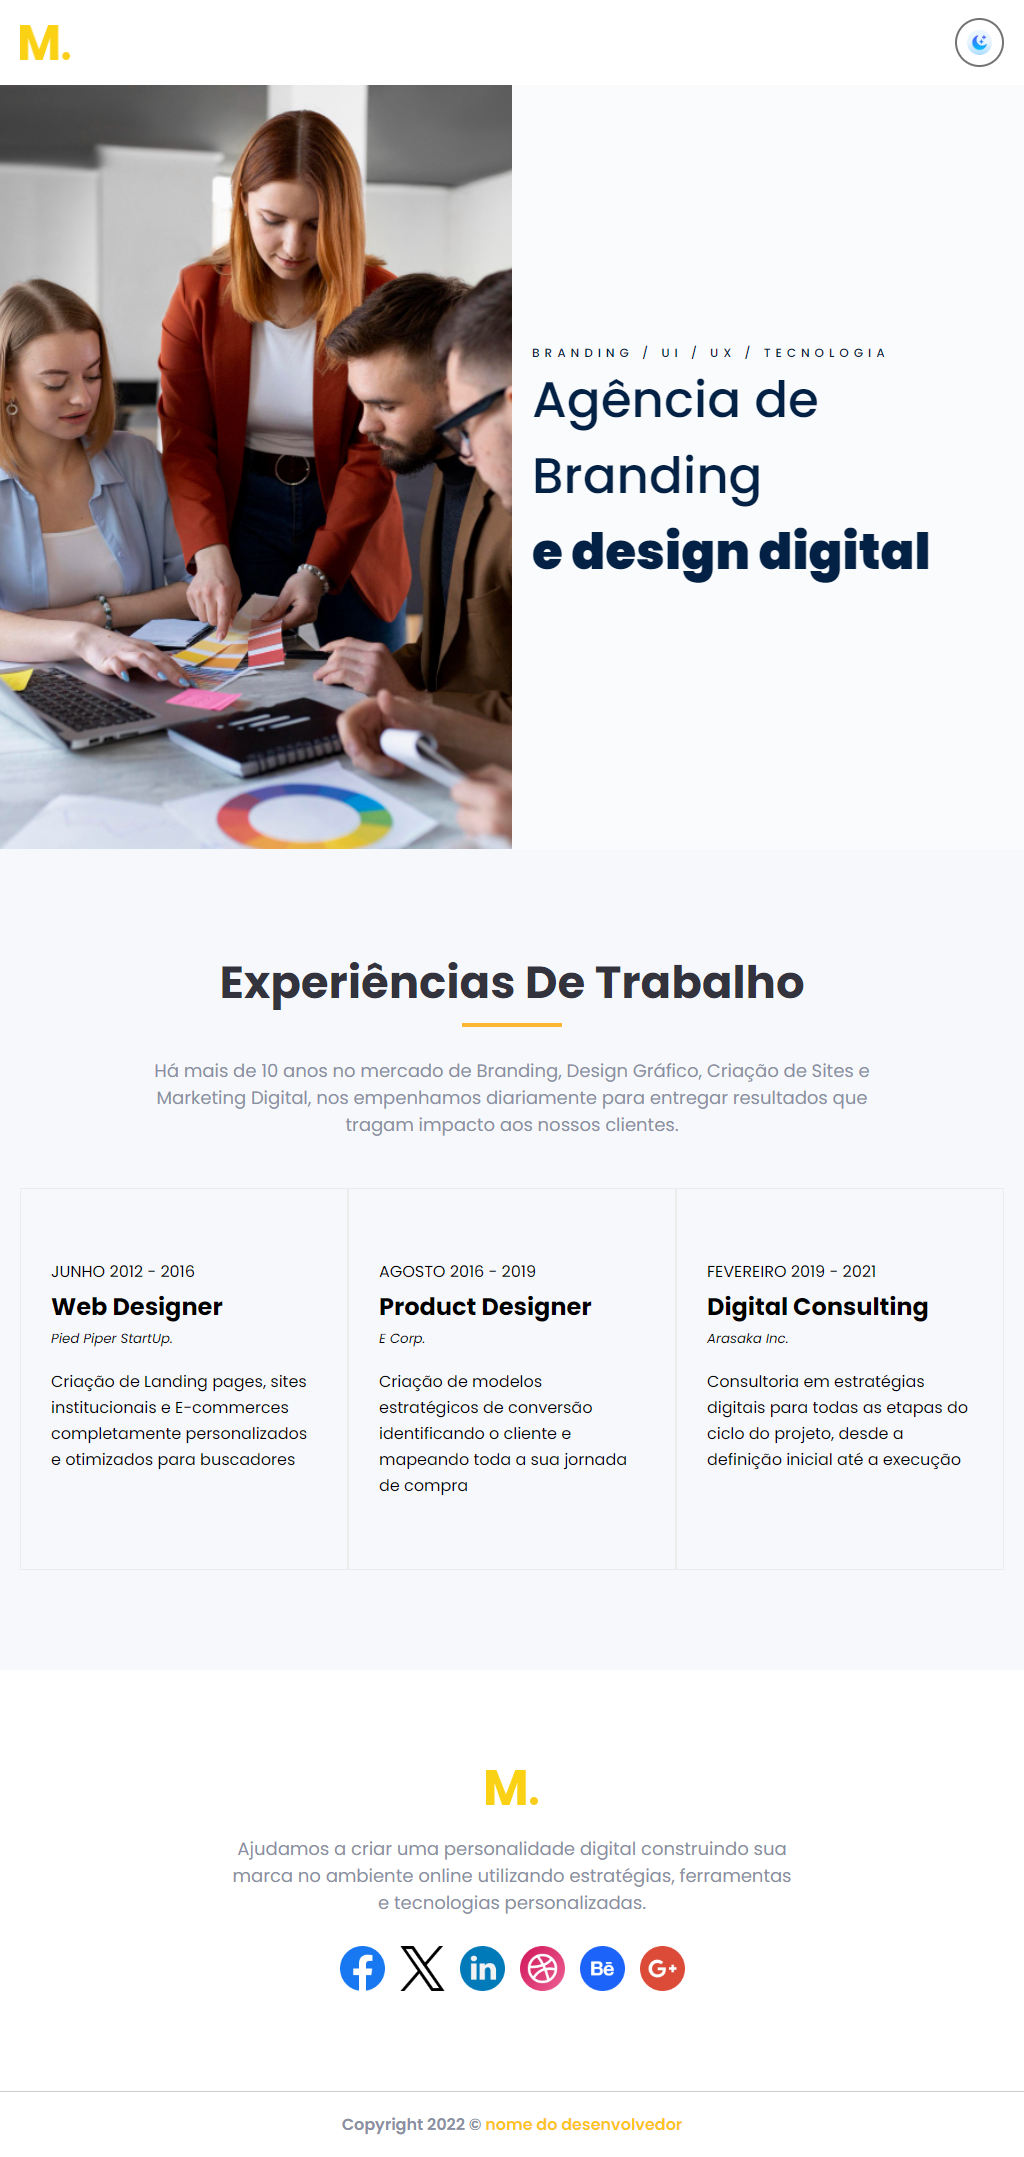 M.
BRANDING / UI / UX / TECNOLOGIA
Agência de
Branding
e design digital
Experiências De Trabalho
Há mais de 10 anos no mercado de Branding, Design Gráfico, Criação de Sites e
Marketing Digital, nos empenhamos diariamente para entregar resultados que
tragam impacto aos nossos clientes.
JUNHO 2012 - 2016
Web Designer
Pied Piper StartUp.
Criação de Landing pages, sites
institucionais e E-commerces
completamente personalizados
e otimizados para buscadores
AGOSTO 2016 - 2019
Product Designer
E Corp.
Criação de modelos
estratégicos de conversão
identificando o cliente e
mapeando toda a sua jornada
de compra
FEVEREIRO 2019 - 2021
Digital Consulting
Arasaka Inc.
Consultoria em estratégias
digitais para todas as etapas do
ciclo do projeto, desde a
definição inicial até a execução
M.
Ajudamos a criar uma personalidade digital construindo sua
marca no ambiente online utilizando estratégias, ferramentas
e tecnologias personalizadas.
f X in Bē G+
Copyright 2022 © nome do desenvolvedor